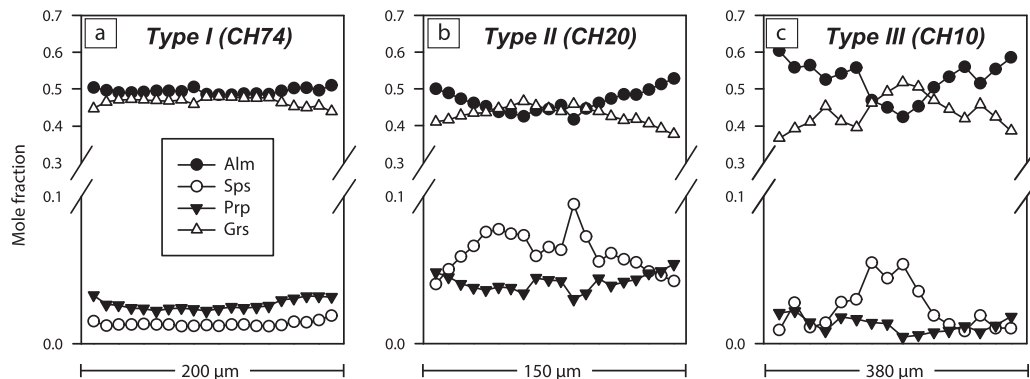 a
Type I (CH74)
b
Type II (CH20)
c
Type III (CH10)
0.7
0.6
0.5
0.4
0.3
0.1
0.0
Mole fraction
Alm
Sps
Prp
Grs
0.7
0.6
0.5
0.4
0.3
0.1
0.0
0.7
0.6
0.5
0.4
0.3
0.1
0.0
200 µm
150 µm
380 µm